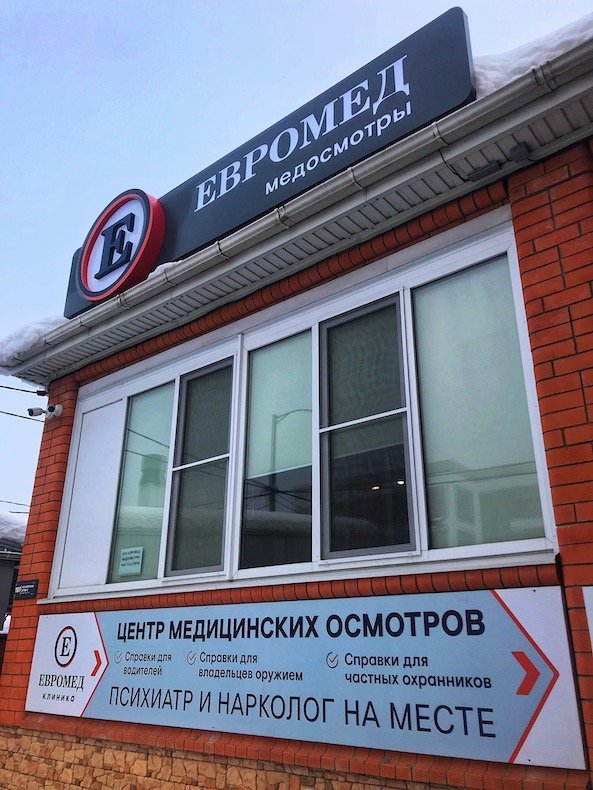 Е ЕВРОМЕД
медосмотры
ЦЕНТР МЕДИЦИНСКИХ ОСМОТРОВ
Справки для
водителей
Справки для
владельцев оружием
Справки для
частных охранников
ПСИХИАТР И НАРКОЛОГ НА МЕСТЕ
Е
ЕВРОМЕД
клиника